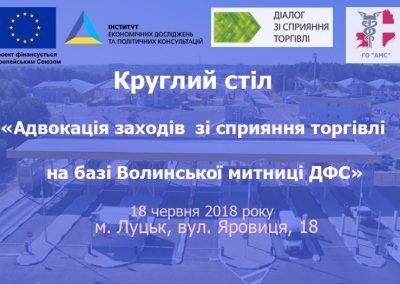 ІНСТИТУТ
ЕКОНОМІЧНИХ ДОСЛІДЖЕНЬ
ТА ПОЛІТИЧНИХ КОНСУЛЬТАЦІЙ
ДІАЛОГ
ЗІ СПРИЯННЯ
ТОРГІВЛІ
роект фінансується
вропейським Союзом
ГО "АМС"
Круглий стіл
«Адвокація заходів зі сприяння торгівлі
на базі Волинської митниці ДФС»
18 червня 2018 року
м. Луцьк, вул. Яровиця, 18